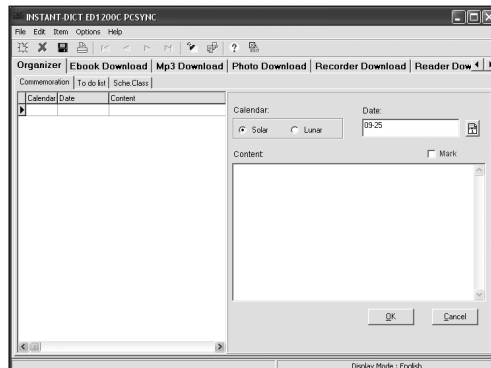 INSTANT-DICT ED1200C PCSYNC
File Edit Item Options Help
Organizer Ebook Download Mp3 Download Photo Download Recorder Download Reader Dow
Commemoration To do list Sche.Class
Calendar Date Content
Calendar: Date:
Solar Lunar 09-25
Content: Mark
OK Cancel
Display Mode : English